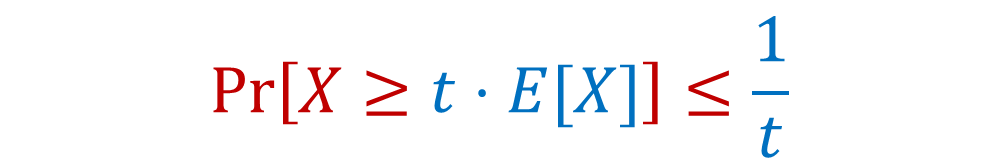 Pr[X ≥ t · E[X]] ≤ 1/t